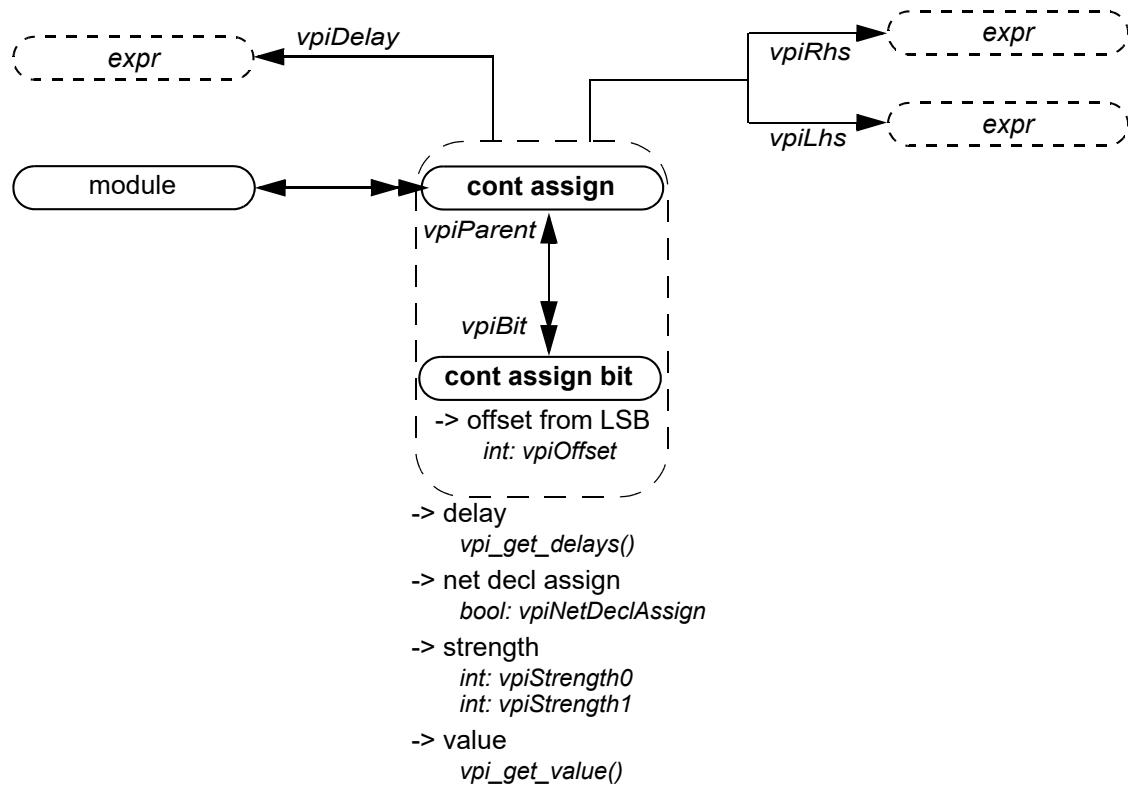 expr
vpiDelay
vpiRhs
expr
vpiLhs
expr
module
cont assign
vpiParent
vpiBit
cont assign bit
-> offset from LSB
int: vpiOffset
-> delay
vpi_get_delays()
-> net decl assign
bool: vpiNetDeclAssign
-> strength
int: vpiStrength0
int: vpiStrength1
-> value
vpi_get_value()